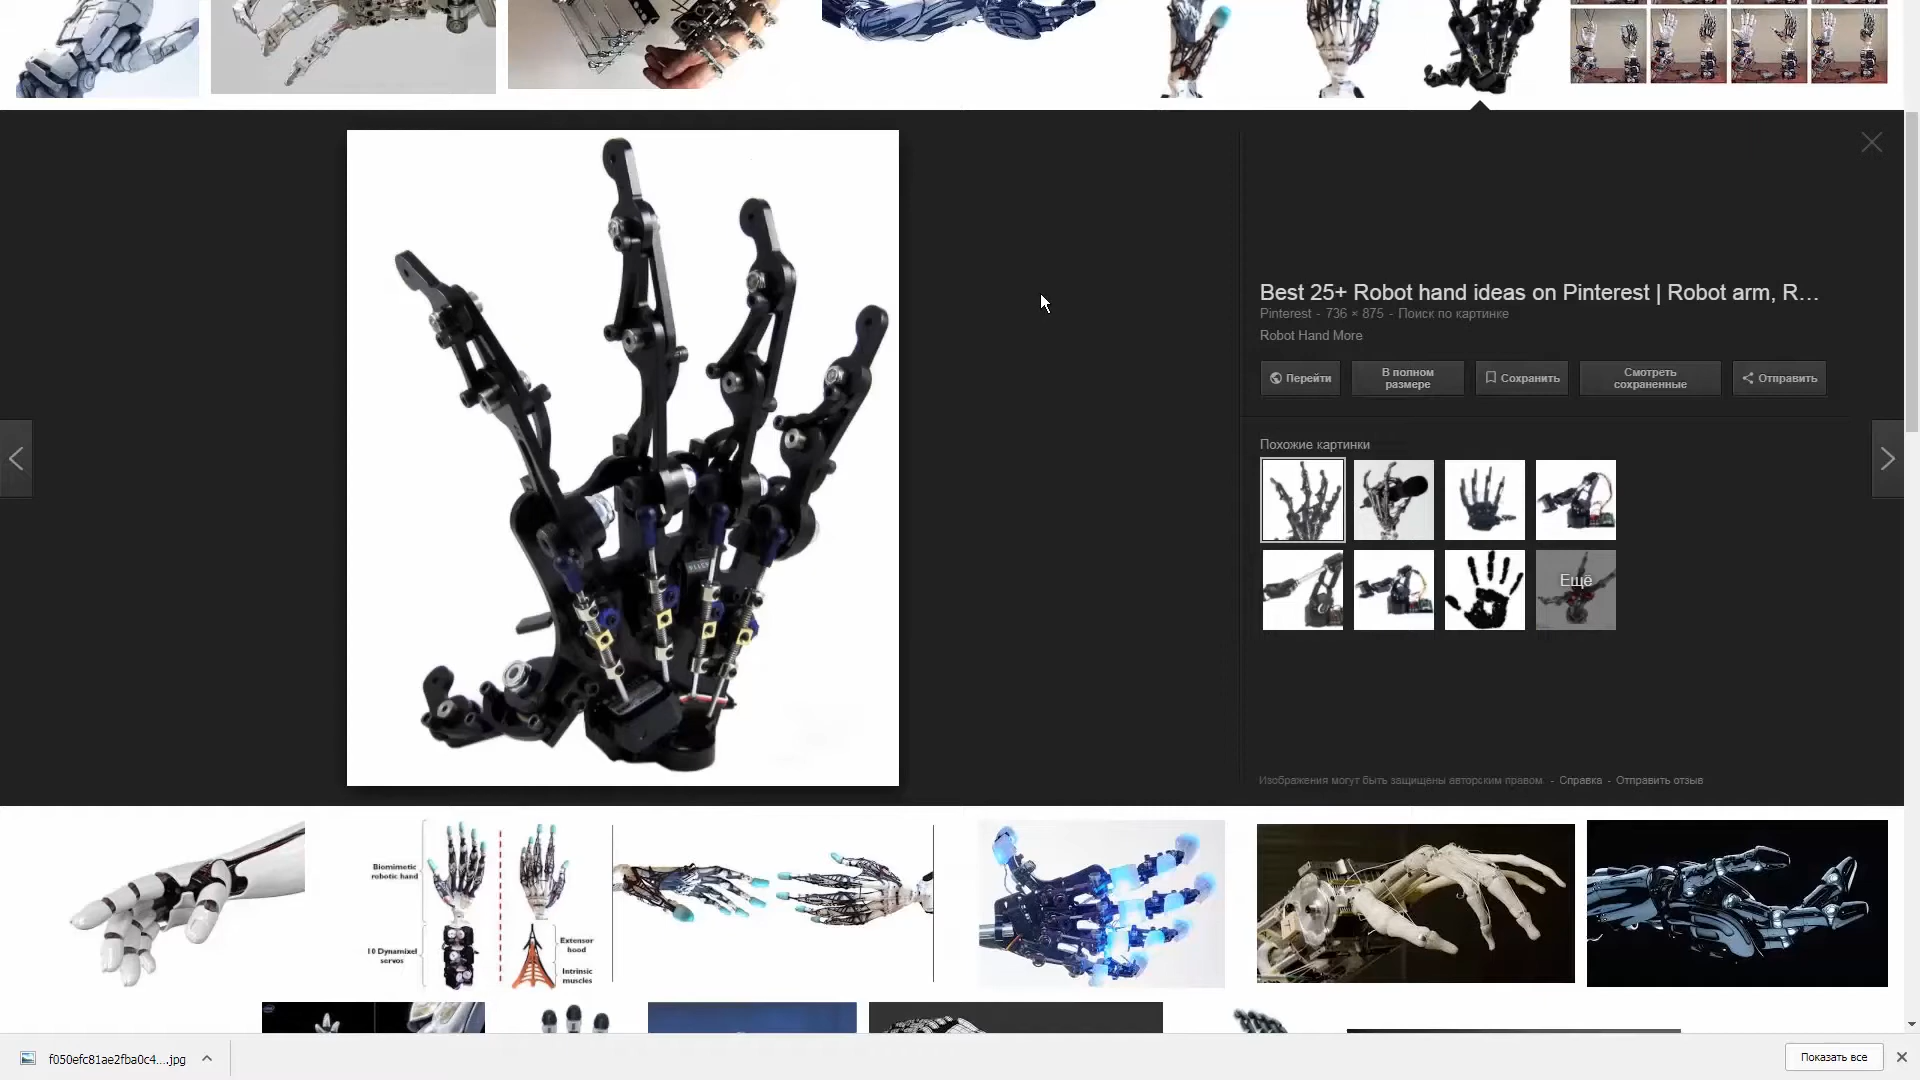 Best 25+ Robot hand ideas on Pinterest | Robot arm, R...
Pinterest - 736 × 875 - Поиск по картинке
Robot Hand More
Перейти
В полном
размере
Сохранить
Смотреть
сохраненные
Отправить
Похожие картинки
Ещё
Изображения могут быть защищены авторским правом. - Справка - Отправить отзыв
Biomimetic
robotic hand
10 Dynamixel
servos
Extensor
hood
Intrinsic
muscles
f050efc81ae2fba0c4....jpg
Показать все